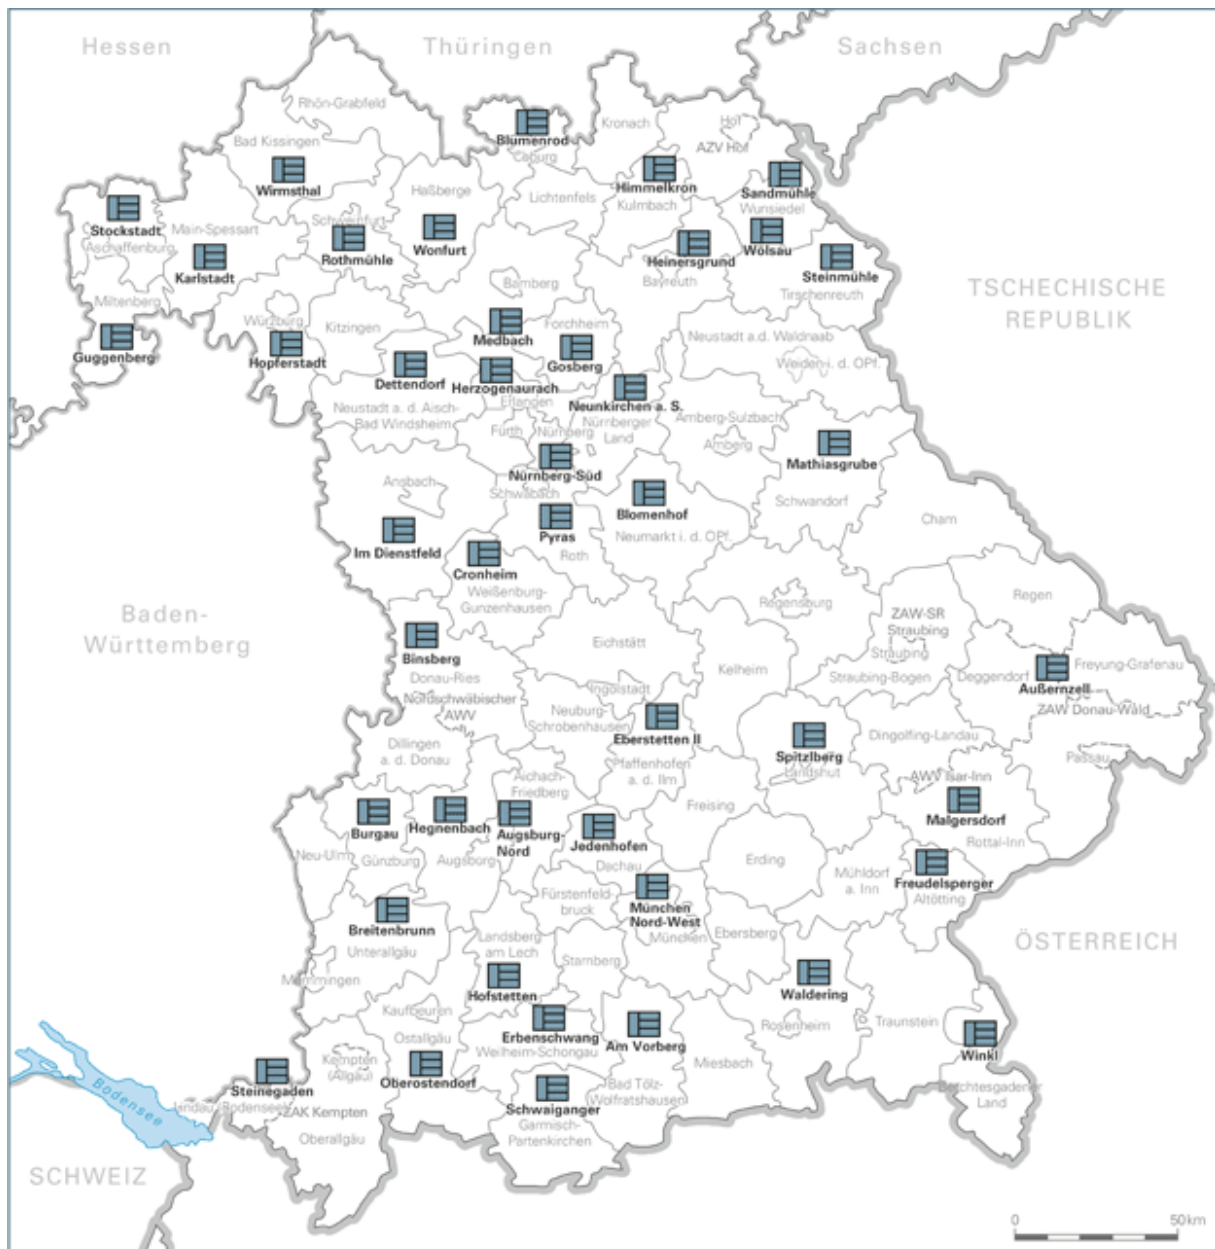 Hessen
Thüringen
Sachsen
Rhön-Grabfeld
Bad Kissingen
Wirmsthal
Blumenrod
Coburg
Kronach
Hof
AZV Hof
Himmelkron
Kulmbach
Sandmühle
Wunsiedel
Haßberge
Lichtenfels
Stockstadt
Aschaffenburg
Main-Spessart
Karlstadt
Schweinfurt
Rothmühle
Wonfurt
Heinersgrund
Bayreuth
Wölsau
Steinmühle
Tirschenreuth
Miltenberg
Guggenberg
Würzburg
Hopferstadt
Kitzingen
Bamberg
Medbach
Forchheim
Gosberg
Neustadt a.d. Waldnaab
Weiden i. d. OPf.
TSCHECHISCHE
REPUBLIK
Dettendorf
Herzogenaurach
Erlangen
Neunkirchen a. S.
Neustadt a. d. Aisch-
Bad Windsheim
Fürth
Nürnberg
Nürnberger
Land
Amberg-Sulzbach
Amberg
Mathiasgrube
Nürnberg-Süd
Schwabach
Ansbach
Blomenhof
Schwandorf
Im Dienstfeld
Pyras
Roth
Neumarkt i. d. OPf.
Cham
Cronheim
Weißenburg-
Gunzenhausen
Baden-
Württemberg
Binsberg
Donau-Ries
Nordschwäbischer
AWV
Eichstätt
Regensburg
Kelheim
ZAW-SR
Straubing
Straubing
Straubing-Bogen
Regen
Deggendorf
Freyung-Grafenau
Außernzell
ZAW Donau-Wald
Passau
Ingolstadt
Neuburg-
Schrobenhausen
Eberstetten II
Pfaffenhofen
a. d. Ilm
Spitzlberg
Landshut
Dingolfing-Landau
AWV Isar-Inn
Malgersdorf
Rottal-Inn
Dillingen
a. d. Donau
Aichach-
Friedberg
Freising
Burgau
Hegnenbach
Augsburg-
Nord
Jedenhofen
Dachau
Neu-Ulm
Günzburg
Augsburg
Erding
Mühldorf
a. Inn
Freudelsperger
Altötting
Fürstenfeld-
bruck
München
Nord-West
München
Ebersberg
ÖSTERREICH
Breitenbrunn
Unterallgäu
Memmingen
Landsberg
am Lech
Starnberg
Hofstetten
Waldering
Rosenheim
Traunstein
Winkl
Berchtesgadener
Land
Kaufbeuren
Ostallgäu
Oberostendorf
Erbenschwang
Weilheim-Schongau
Am Vorberg
Miesbach
Bad Tölz-
Wolfratshausen
Schwaiganger
Garmisch-
Partenkirchen
Steinegaden
Kempten
(Allgäu)
ZAK Kempten
Oberallgäu
(Bodensee)
Bodensee
SCHWEIZ
0 50km